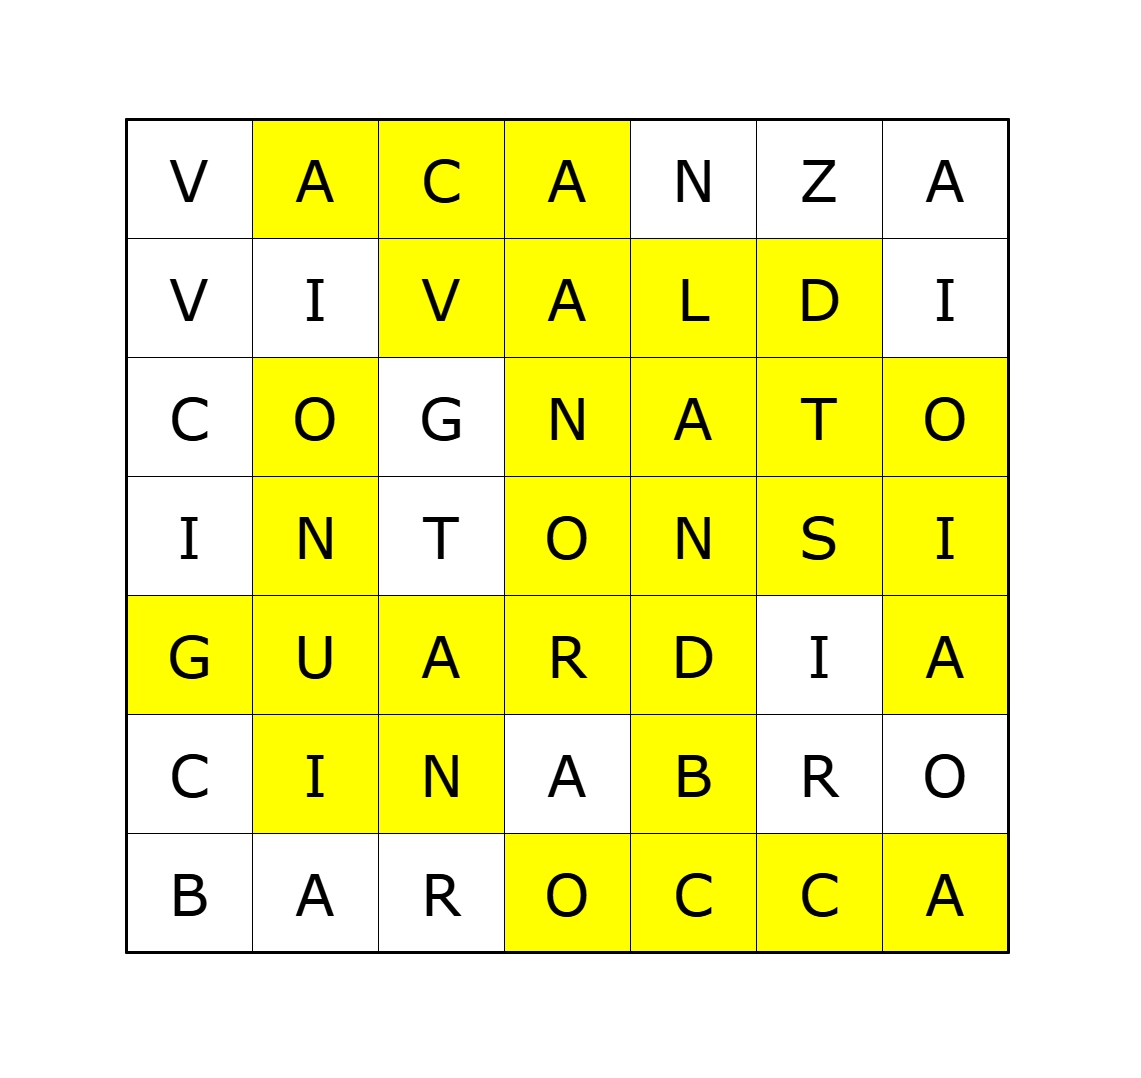 V A C A N Z A
V I V A L D I
C O G N A T O
I N T O N S I
G U A R D I A
C I N A B R O
B A R O C C A